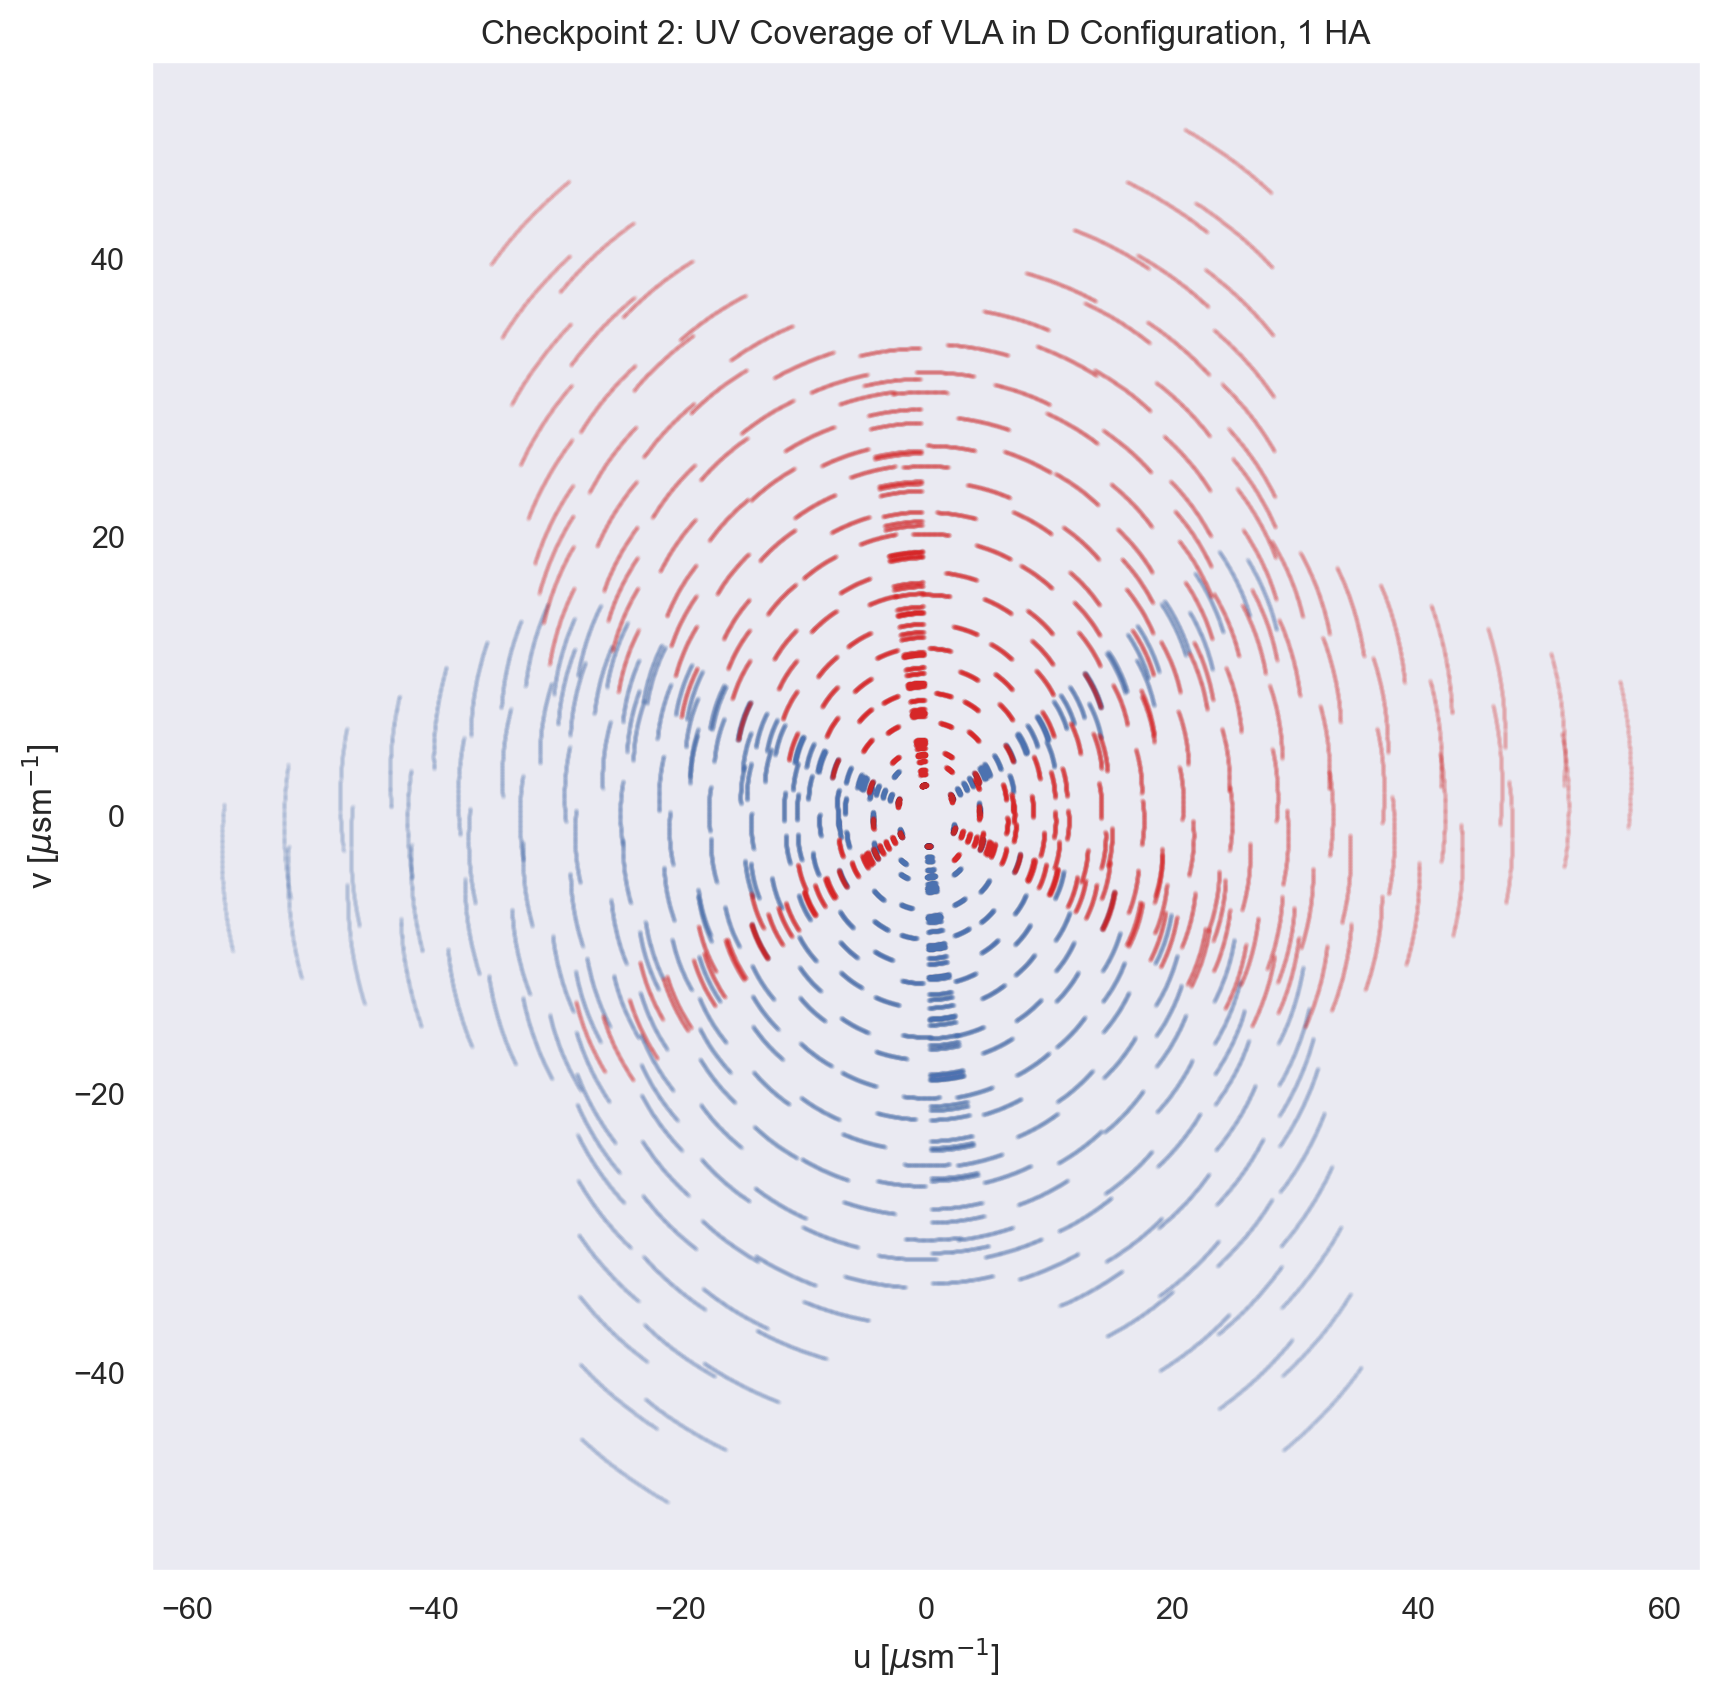 Checkpoint 2: UV Coverage of VLA in D Configuration, 1 HA
v [μsm⁻¹]
40
20
0
−20
−40
−60 −40 −20 0 20 40 60
u [μsm⁻¹]